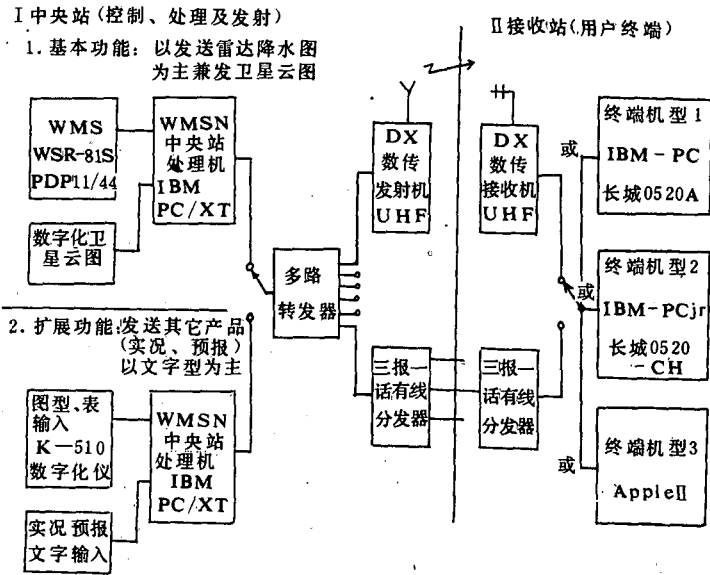 I中央站(控制、处理及发射)
1.基本功能：以发送雷达降水图
为主兼发卫星云图
WMS
WSR-81S
PDP11/44
数字化卫
星云图
WMSN
中央站
处理机
IBM
PC/XT
2.扩展功能:发送其它产品
(实况、预报)
以文字型为主
图型、表
输入
K—510
数字化仪
实况预报
文字输入
WMSN
中央站
处理机
IBM
PC/XT
多路
转发器
DX
数传
发射机
UHF
三报一
话有线
分发器
II接收站(用户终端)
DX
数传
接收机
UHF
三报一
话有线
分发器
或
或
或
终端机型1
IBM-PC
长城0520A
终端机型2
IBM-PCjr
长城0520
-CH
终端机型3
AppleII